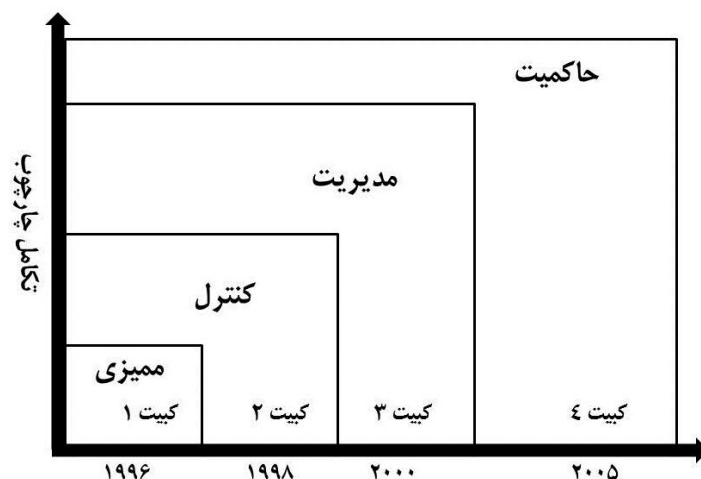 حاکمیت
مدیریت
تکامل چارچوب
کنترل
ممیزی
کبیت ۱
کبیت ۲
کبیت ۳
کبیت ٤
۱۹۹۶
۱۹۹۸
۲۰۰۰
۲۰۰۵